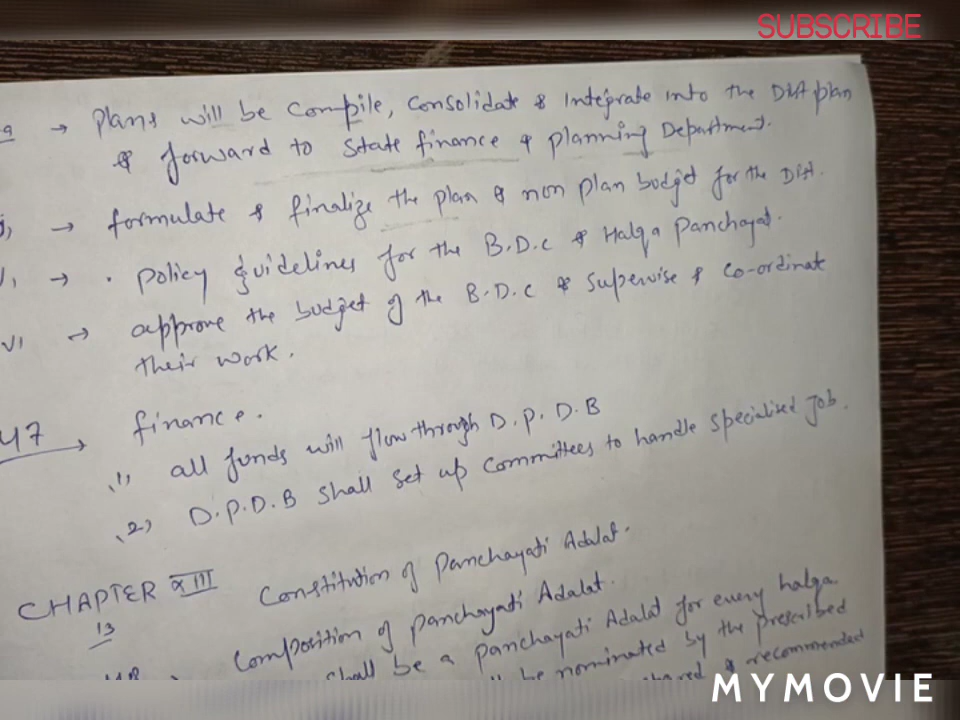 SUBSCRIBE
a → Plans will be compile, consolidate & Integrate into the Dist plan
& forward to State finance & planning Department.
→ formulate & finalize the plan & non plan budget for the Dist.
→ . Policy guidelines for the B.D.C & Halqa Panchayat.
VI → approve the budget of the B.D.C & Supervise & co-ordinate
their work.
47 → finance.
(1) all funds will flow through D.P.D.B
(2) D.P.D.B shall set up committees to handle specialised job.
CHAPTER XIII Constitution of Panchayati Adalat.
13
48 Composition of Panchayati Adalat.
shall be a panchayati Adalat for every halqa
be nominated by the prescribed
& recommended
MYMOVIE